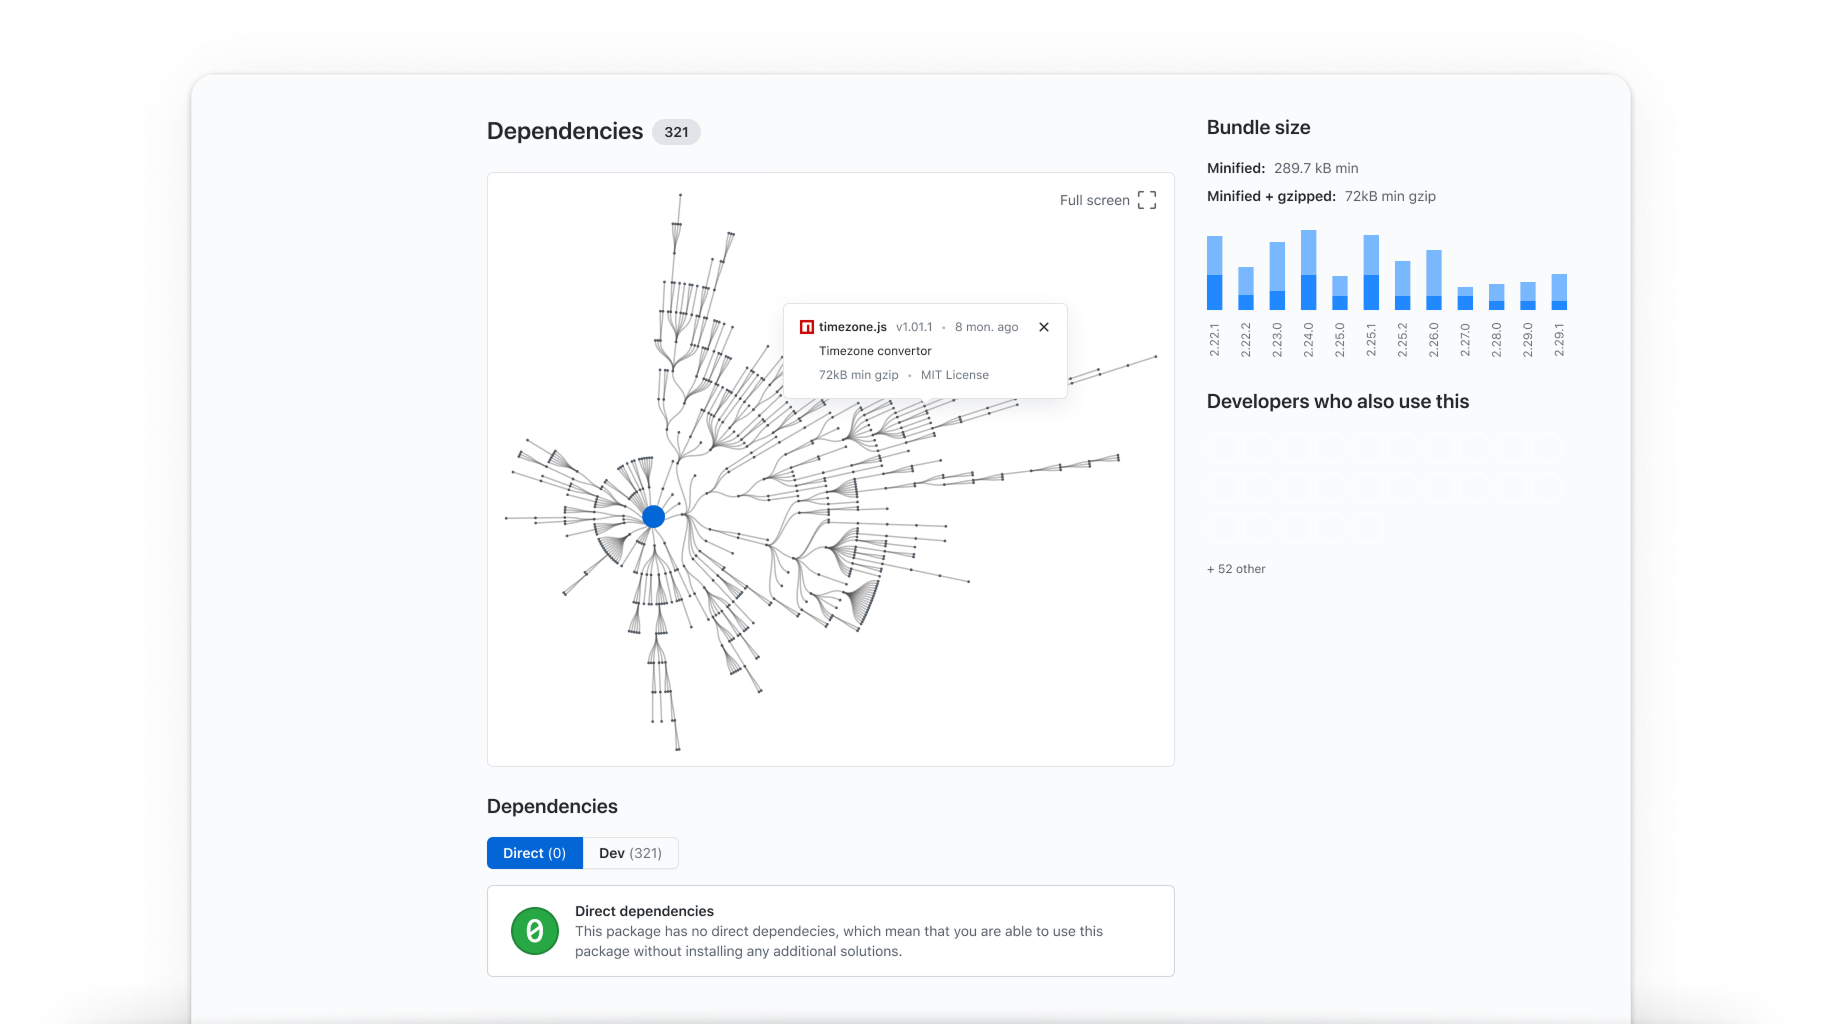 Dependencies 321
Full screen
timezone.js v1.01.1 • 8 mon. ago
Timezone convertor
72kB min gzip • MIT License
Dependencies
Direct (0) Dev (321)
0
Direct dependencies
This package has no direct dependecies, which mean that you are able to use this
package without installing any additional solutions.
Bundle size
Minified: 289.7 kB min
Minified + gzipped: 72kB min gzip
2.22.1
2.22.2
2.23.0
2.24.0
2.25.0
2.25.1
2.25.2
2.26.0
2.27.0
2.28.0
2.29.0
2.29.1
Developers who also use this
+ 52 other